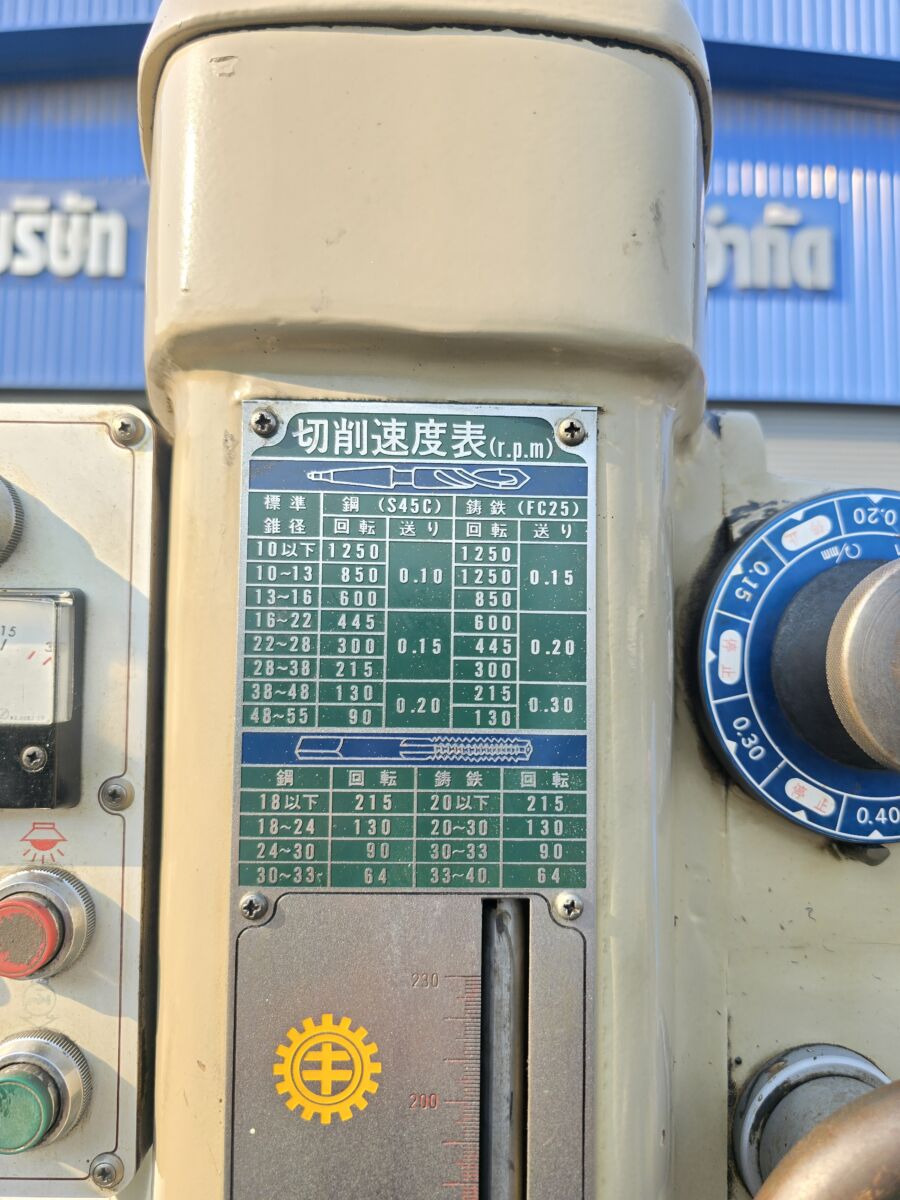 บริษัท
จำกัด
切削速度表(r.p.m)
標準 鋼 (S45C) 鋳鉄 (FC25)
錐径 回転 送り 回転 送り
10以下 1250 1250
10~13 850 0.10 1250 0.15
13~16 600 850
16~22 445 600
22~28 300 0.15 445 0.20
28~38 215 300
38~48 130 0.20 215 0.30
48~55 90 130
鋼 回転 鋳鉄 回転
18以下 215 20以下 215
18~24 130 20~30 130
24~30 90 30~33 90
30~33 64 33~40 64
230
200
15
3
0.20
停止
0.15
停止
0.30
停止
0.40